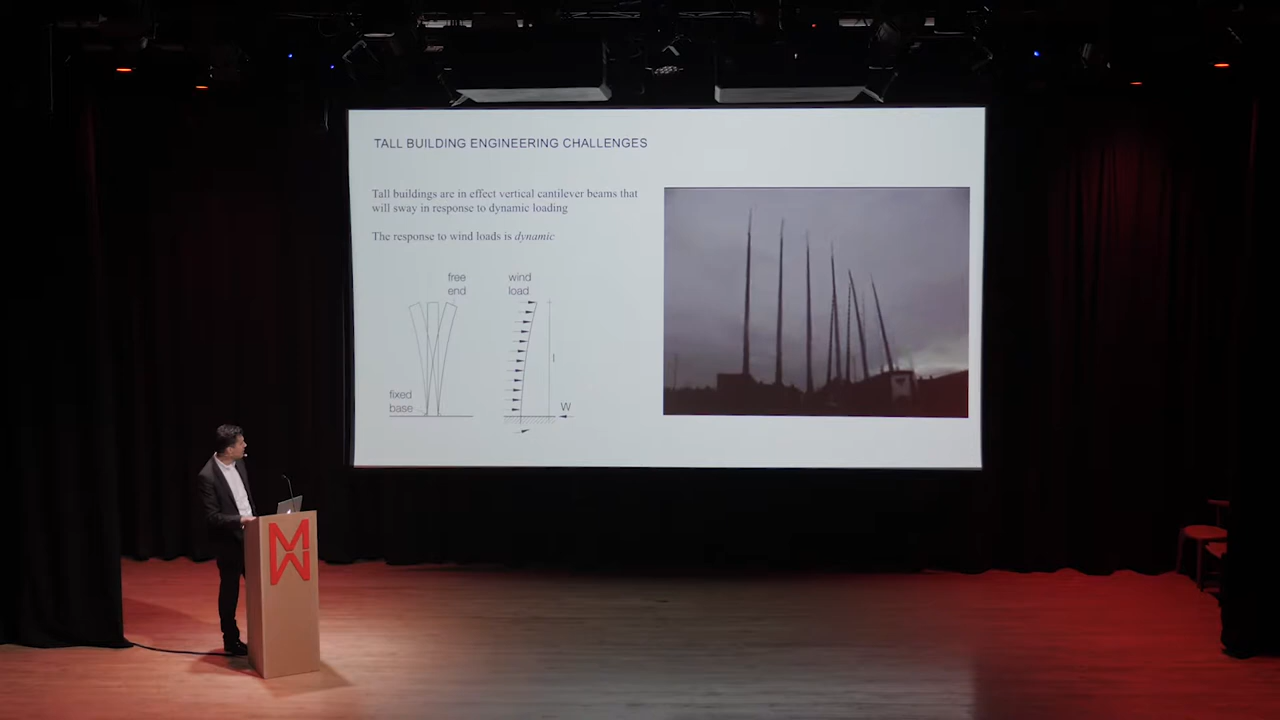 TALL BUILDING ENGINEERING CHALLENGES
Tall buildings are in effect vertical cantilever beams that
will sway in response to dynamic loading
The response to wind loads is dynamic
free
end
wind
load
l
fixed
base
W
M